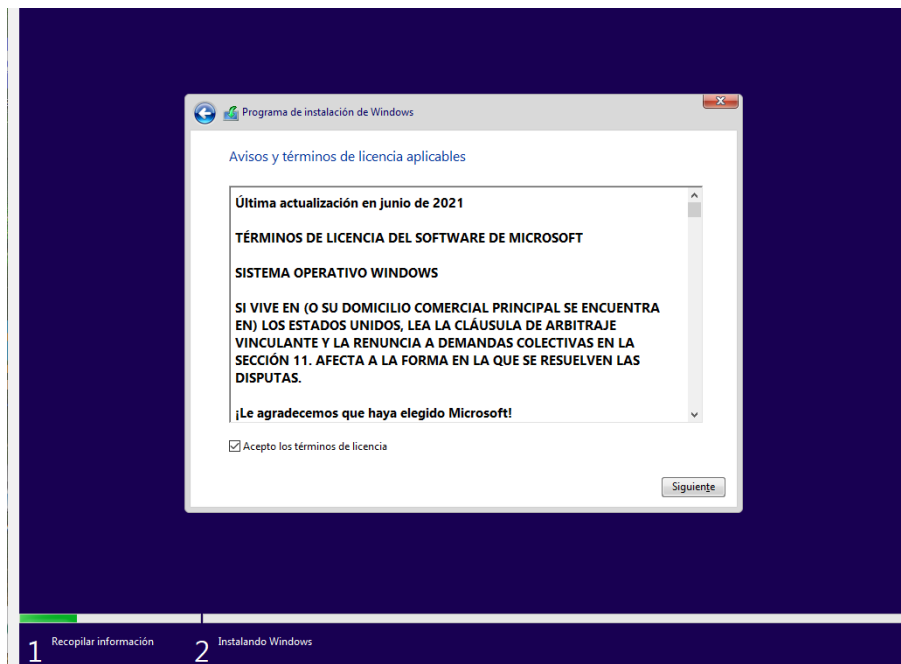 Programa de instalación de Windows
Avisos y términos de licencia aplicables
Última actualización en junio de 2021
TÉRMINOS DE LICENCIA DEL SOFTWARE DE MICROSOFT
SISTEMA OPERATIVO WINDOWS
SI VIVE EN (O SU DOMICILIO COMERCIAL PRINCIPAL SE ENCUENTRA
EN) LOS ESTADOS UNIDOS, LEA LA CLÁUSULA DE ARBITRAJE
VINCULANTE Y LA RENUNCIA A DEMANDAS COLECTIVAS EN LA
SECCIÓN 11. AFECTA A LA FORMA EN LA QUE SE RESUELVEN LAS
DISPUTAS.
¡Le agradecemos que haya elegido Microsoft!
Acepto los términos de licencia
Siguiente
1 Recopilar información
2 Instalando Windows